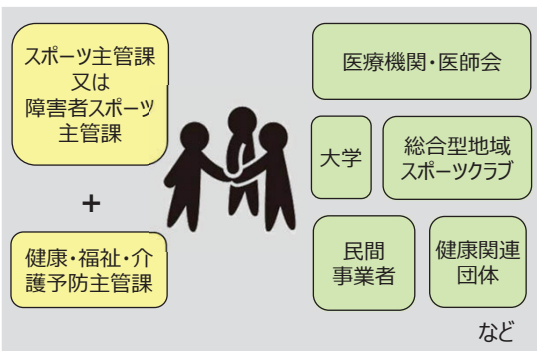 スポーツ主管課
又は
障害者スポーツ
主管課
+
健康・福祉・介
護予防主管課
医療機関・医師会
大学
総合型地域
スポーツクラブ
民間
事業者
健康関連
団体
など